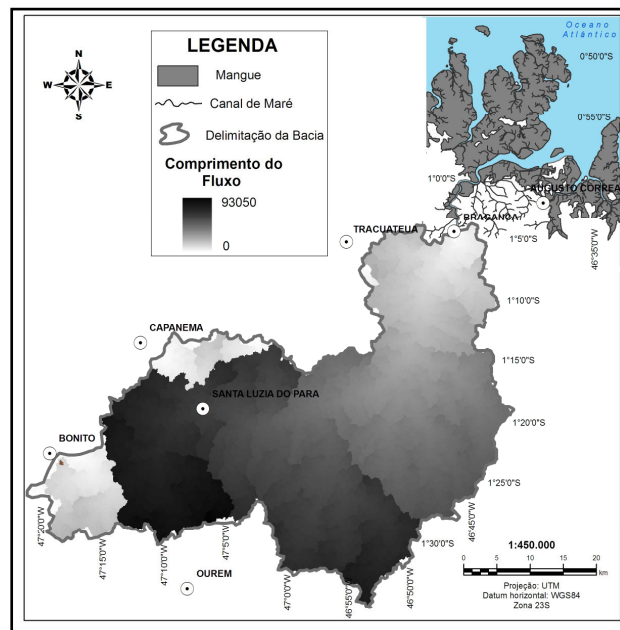 Oceano
Atlântico
N
W E
S
LEGENDA
Mangue
Canal de Maré
Delimitação da Bacia
Comprimento do
Fluxo
93050
0
0°50'0"S
0°55'0"S
1°0'0"S
AUGUSTO CORREA
BRAGANÇA
TRACUATEUA
1°5'0"S
46°35'0"W
1°10'0"S
CAPANEMA
1°15'0"S
SANTA LUZIA DO PARA
1°20'0"S
BONITO
1°25'0"S
47°20'0"W
47°15'0"W
47°10'0"W
47°5'0"W
47°0'0"W
46°55'0"W
46°50'0"W
46°45'0"W
1°30'0"S
OUREM
1:450.000
0 5 10 15 20
km
Projeção: UTM
Datum horizontal: WGS84
Zona 23S